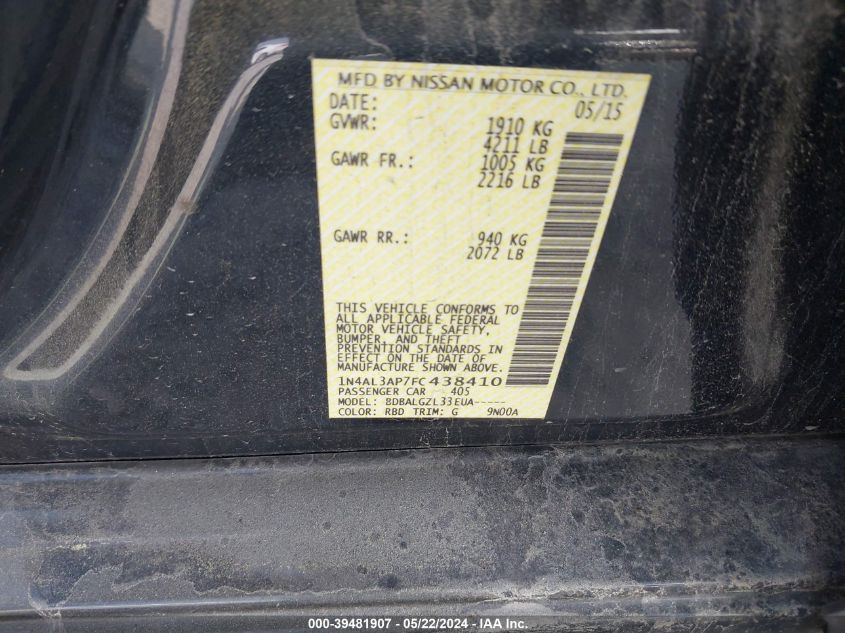 MFD BY NISSAN MOTOR CO., LTD.
DATE: 05/15
GVWR: 1910 KG
4211 LB
GAWR FR.: 1005 KG
2216 LB
GAWR RR.: 940 KG
2072 LB
THIS VEHICLE CONFORMS TO
ALL APPLICABLE FEDERAL
MOTOR VEHICLE SAFETY,
BUMPER, AND THEFT
PREVENTION STANDARDS IN
EFFECT ON THE DATE OF
MANUFACTURE SHOWN ABOVE.
1N4AL3AP7FC438410
PASSENGER CAR 405
MODEL: BDBALGZL33EUA-----
COLOR: RBD TRIM: G 9N00A
000-39481907 - 05/22/2024 - IAA Inc.